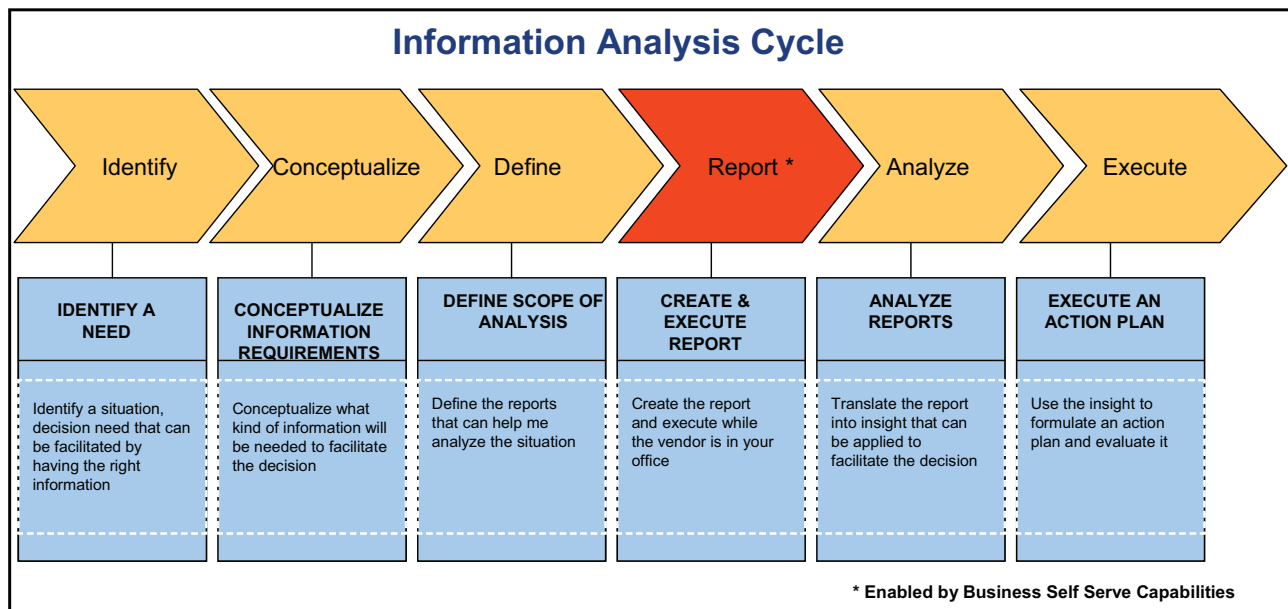 Information Analysis Cycle
Identify
Conceptualize
Define
Report *
Analyze
Execute
IDENTIFY A
NEED
CONCEPTUALIZE
INFORMATION
REQUIREMENTS
DEFINE SCOPE OF
ANALYSIS
CREATE &
EXECUTE
REPORT
ANALYZE
REPORTS
EXECUTE AN
ACTION PLAN
Identify a situation,
decision need that can
be facilitated by
having the right
information
Conceptualize what
kind of information will
be needed to facilitate
the decision
Define the reports
that can help me
analyze the situation
Create the report
and execute while
the vendor is in your
office
Translate the report
into insight that can
be applied to
facilitate the decision
Use the insight to
formulate an action
plan and evaluate it
* Enabled by Business Self Serve Capabilities